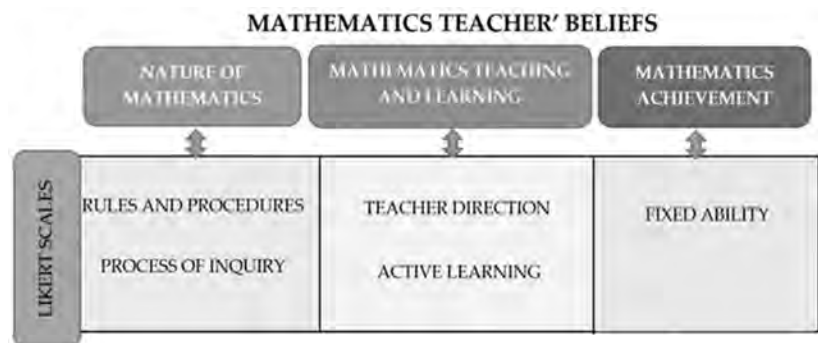 MATHEMATICS TEACHER' BELIEFS
NATURE OF
MATHEMATICS
MATHEMATICS TEACHING
AND LEARNING
MATHEMATICS
ACHIEVEMENT
LIKERT SCALES
RULES AND PROCEDURES
PROCESS OF INQUIRY
TEACHER DIRECTION
ACTIVE LEARNING
FIXED ABILITY